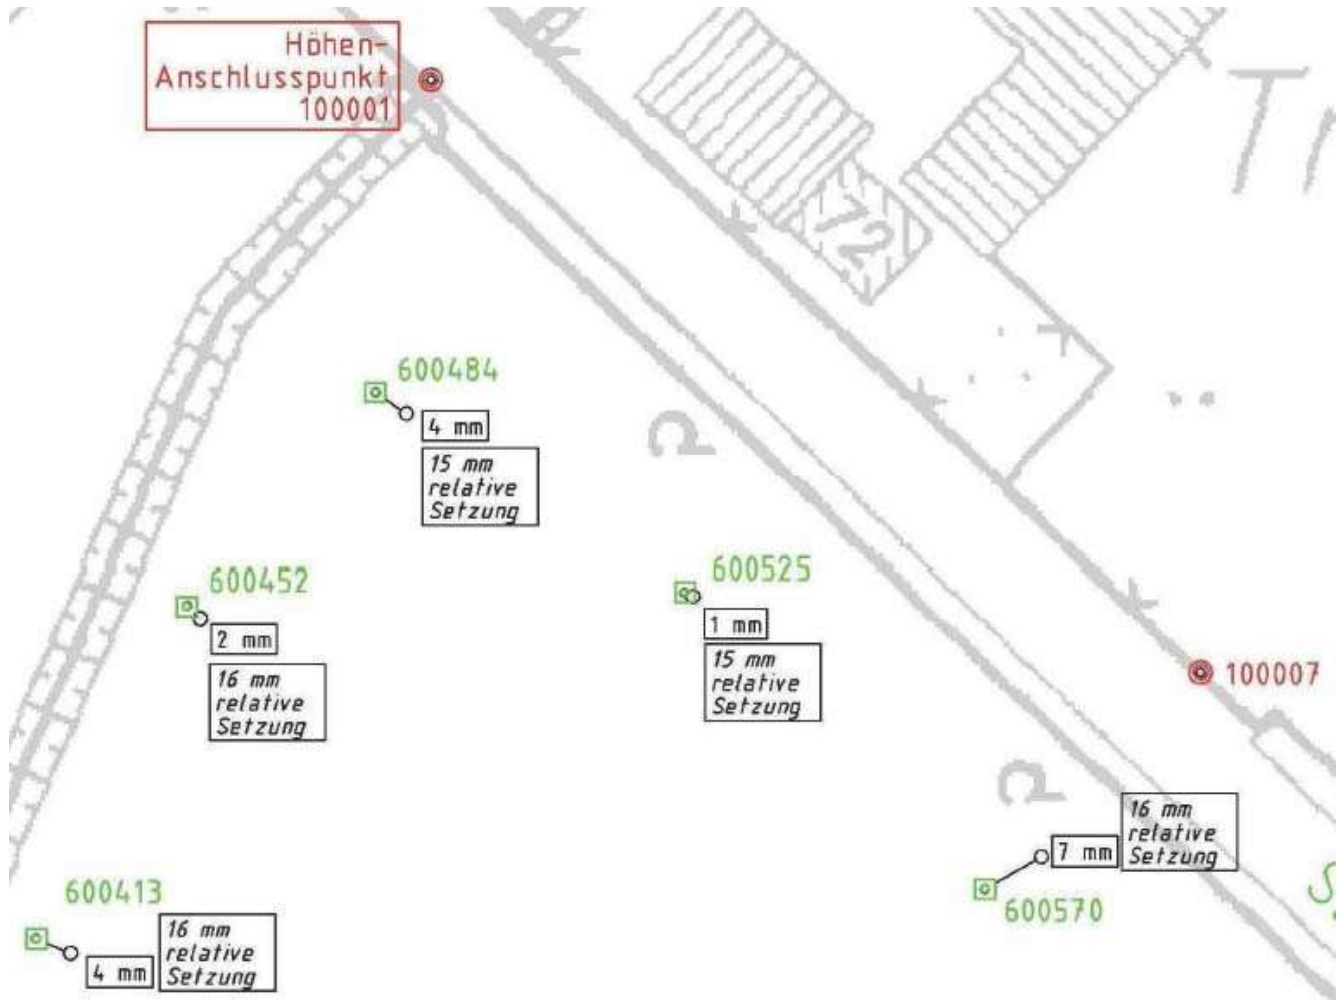 Höhen-
Anschlusspunkt
100001
72
600484
4 mm
15 mm
relative
Setzung
600452
2 mm
16 mm
relative
Setzung
600525
1 mm
15 mm
relative
Setzung
100007
16 mm
relative
Setzung
7 mm
600570
600413
16 mm
relative
Setzung
4 mm